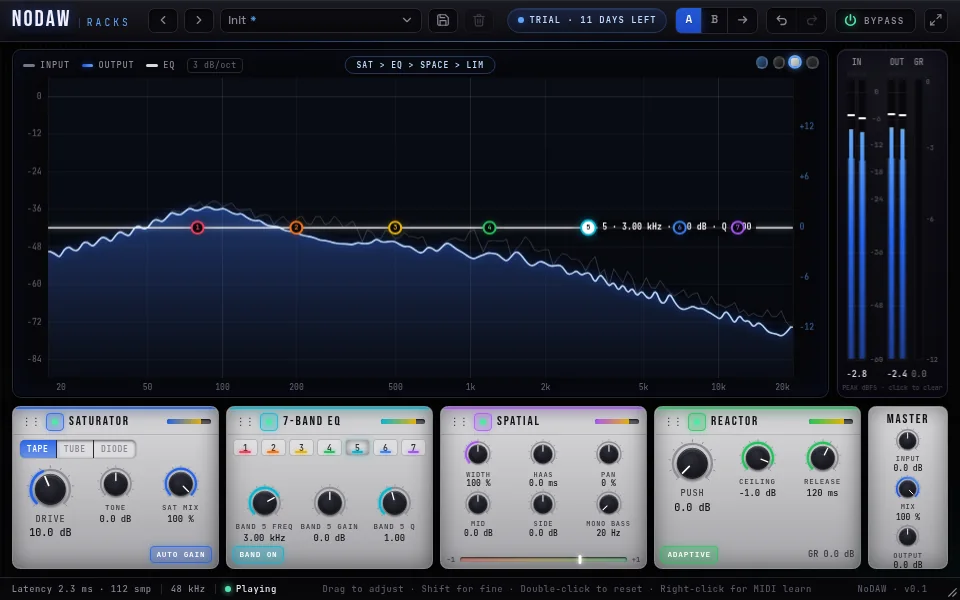 NODAW RACKS
Init *
TRIAL · 11 DAYS LEFT
A B
BYPASS
INPUT OUTPUT EQ 3 dB/oct
SAT > EQ > SPACE > LIM
IN OUT GR
0 -12 -24 -36 -48 -60 -72 -84
+12 +6 0 -6 -12
1 2 3 4 5 5 · 3.00 kHz · 6 0 dB · Q 7 00
20 50 100 200 500 1k 2k 5k 10k 20k
-2.8 -2.4 0.0
PEAK dBFS · click to clear
SATURATOR
TAPE TUBE DIODE
DRIVE TONE SAT MIX
10.0 dB 0.0 dB 100 %
AUTO GAIN
7-BAND EQ
1 2 3 4 5 6 7
BAND 5 FREQ BAND 5 GAIN BAND 5 Q
3.00 kHz 0.0 dB 1.00
BAND ON
SPATIAL
WIDTH HAAS PAN
100 % 0.0 ms 0 %
MID SIDE MONO BASS
0.0 dB 0.0 dB 20 Hz
-1 +1
REACTOR
PUSH CEILING RELEASE
0.0 dB -1.0 dB 120 ms
ADAPTIVE GR 0.0 dB
MASTER
INPUT
0.0 dB
MIX
100 %
OUTPUT
0.0 dB
Latency 2.3 ms · 112 smp 48 kHz Playing Drag to adjust · Shift for fine · Double-click to reset · Right-click for MIDI learn NoDAW · v0.1